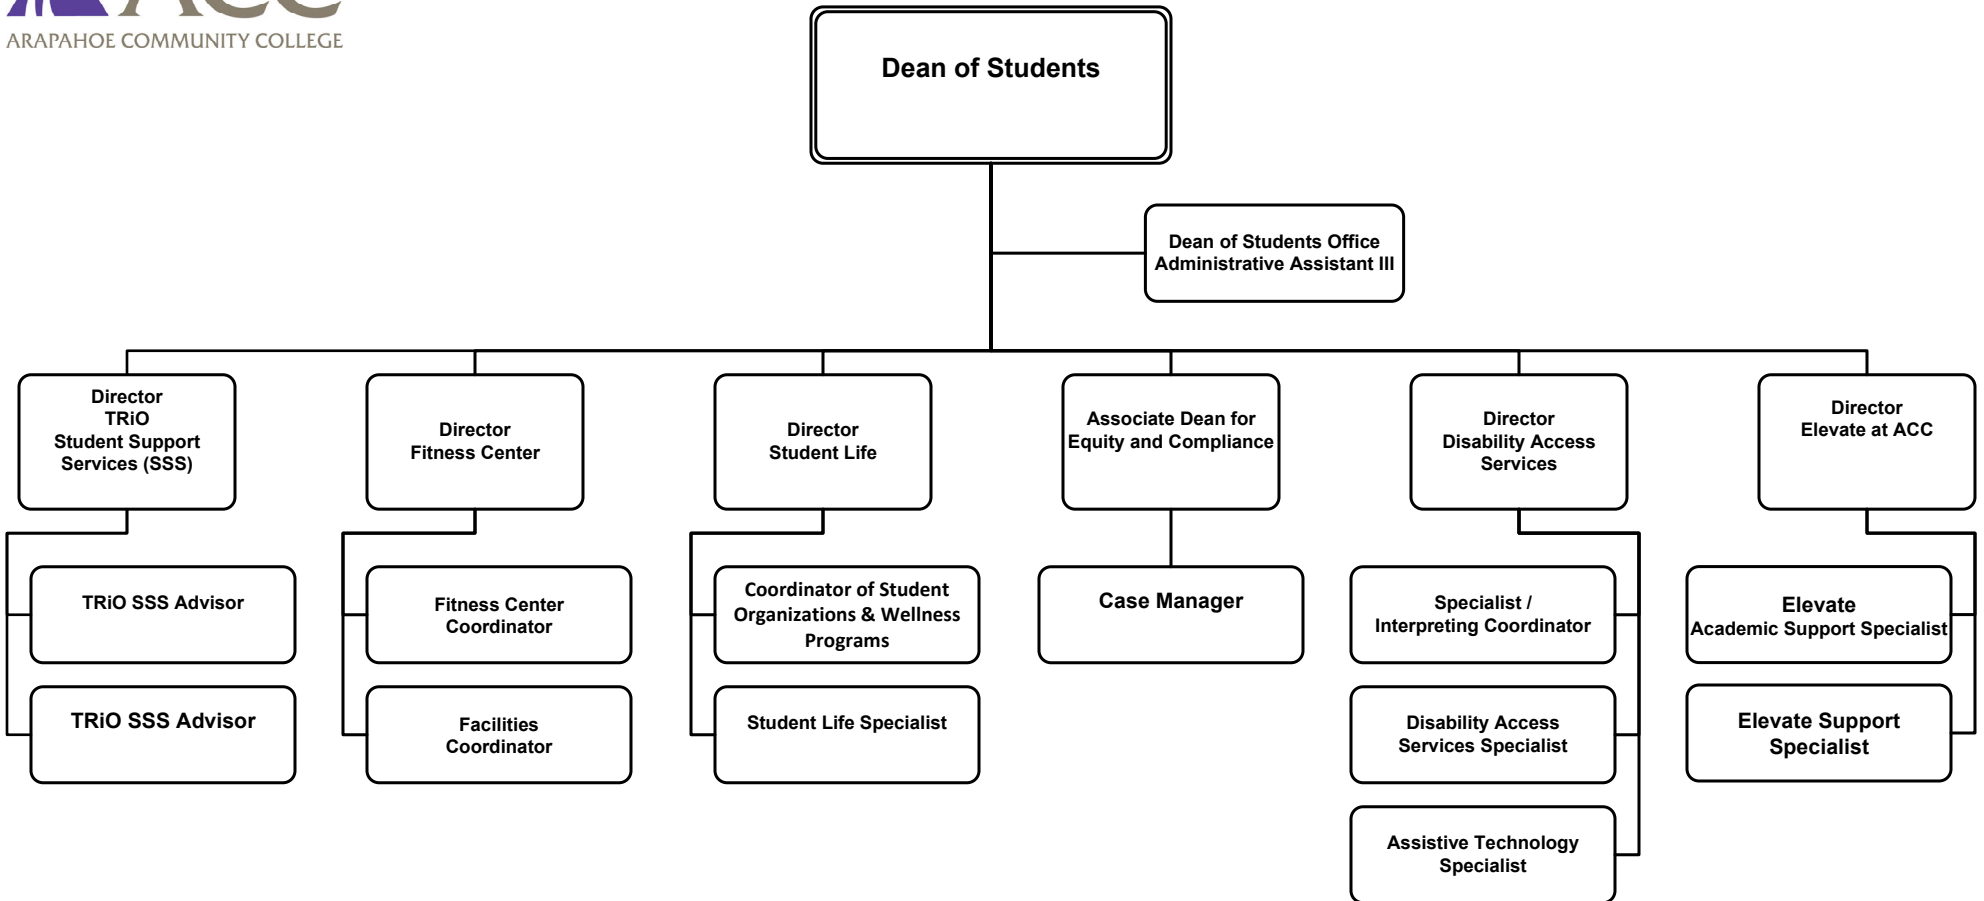 ACC
ARAPAHOE COMMUNITY COLLEGE
Dean of Students
Dean of Students Office
Administrative Assistant III
Director
TRiO
Student Support
Services (SSS)
Director
Fitness Center
Director
Student Life
Associate Dean for
Equity and Compliance
Director
Disability Access
Services
Director
Elevate at ACC
TRiO SSS Advisor
TRiO SSS Advisor
Fitness Center
Coordinator
Facilities
Coordinator
Coordinator of Student
Organizations & Wellness
Programs
Student Life Specialist
Case Manager
Specialist /
Interpreting Coordinator
Disability Access
Services Specialist
Assistive Technology
Specialist
Elevate
Academic Support Specialist
Elevate Support
Specialist